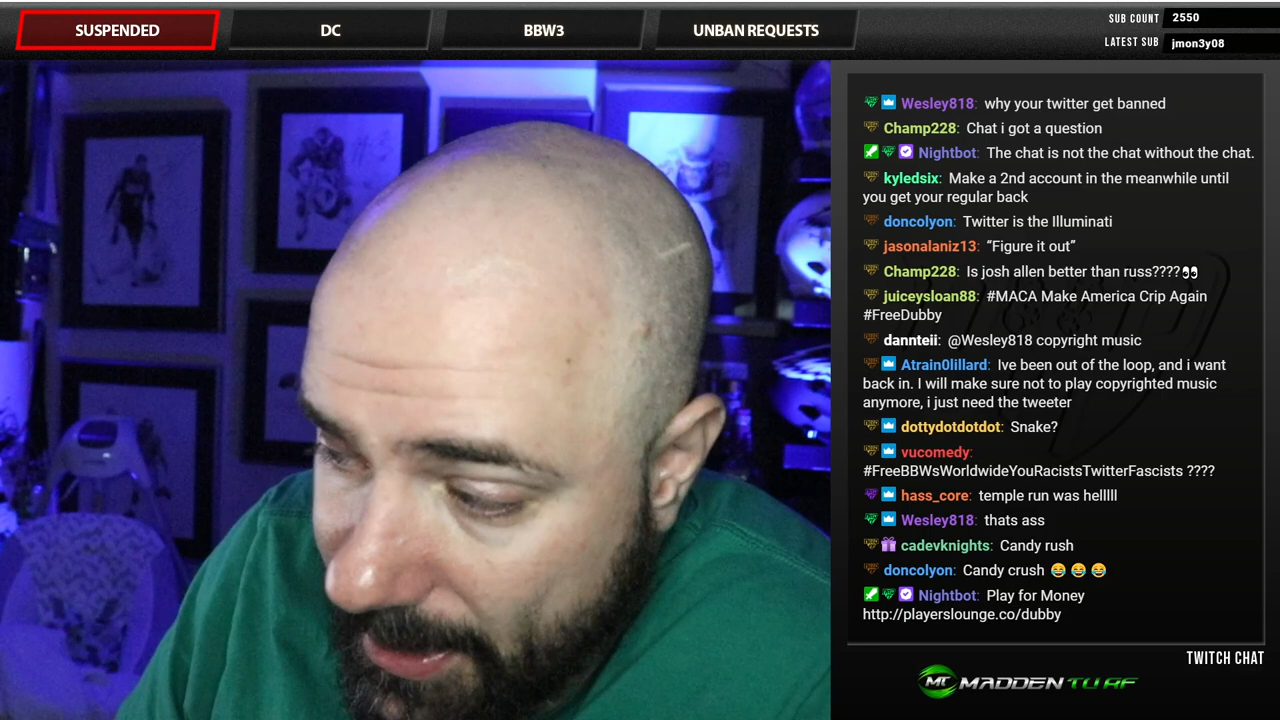 SUSPENDED
DC
BBW3
UNBAN REQUESTS
SUB COUNT 2550
LATEST SUB jmon3y08
Wesley818: why your twitter get banned
Champ228: Chat i got a question
Nightbot: The chat is not the chat without the chat.
kyledsix: Make a 2nd account in the meanwhile until
you get your regular back
doncolyon: Twitter is the Illuminati
jasonalaniz13: “Figure it out”
Champ228: Is josh allen better than russ????👀
juiceysloan88: #MACA Make America Crip Again
#FreeDubby
dannteii: @Wesley818 copyright music
Atrain0lillard: Ive been out of the loop, and i want
back in. I will make sure not to play copyrighted music
anymore, i just need the tweeter
dottydotdotdot: Snake?
vucomedy:
#FreeBBWsWorldwideYouRacistsTwitterFascists ????
hass_core: temple run was helllll
Wesley818: thats ass
cadevknights: Candy rush
doncolyon: Candy crush 😂 😂 😂
Nightbot: Play for Money
http://playerslounge.co/dubby
TWITCH CHAT
MT MADDEN TURF